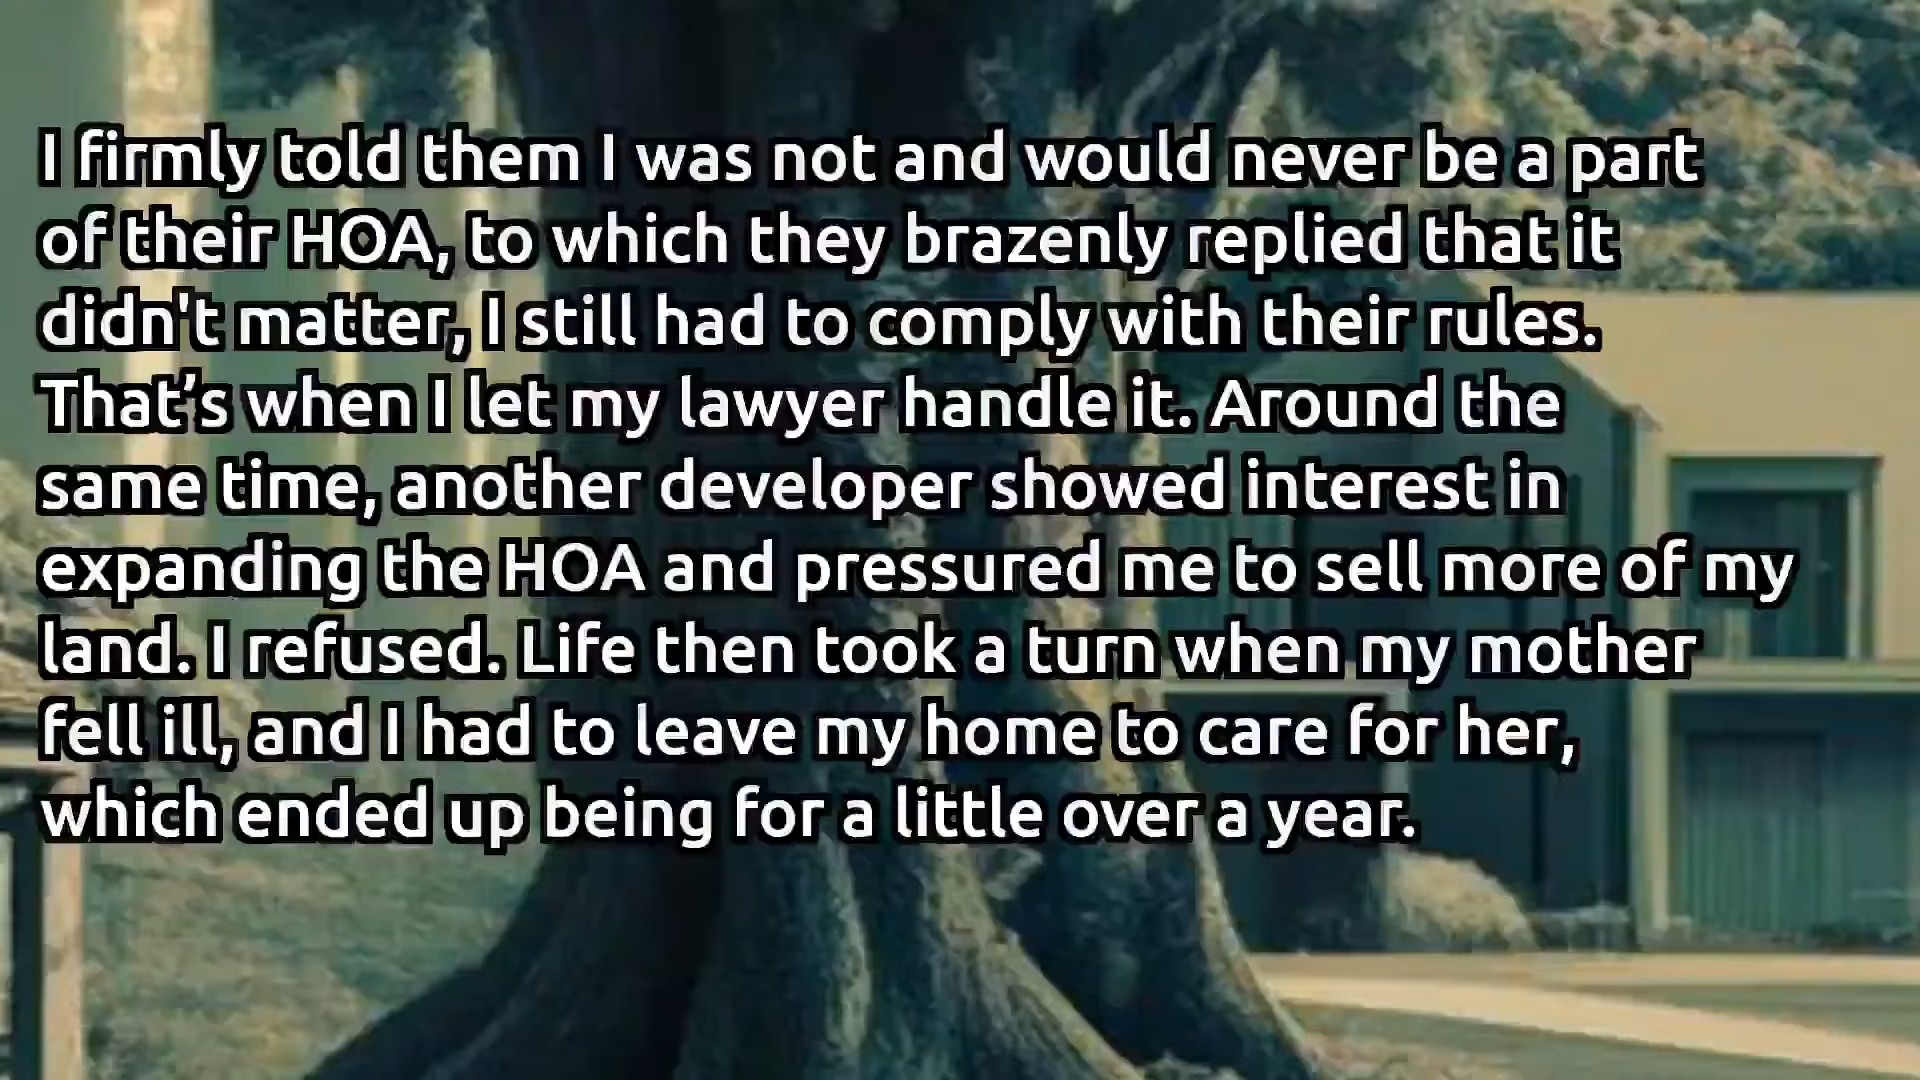 I firmly told them I was not and would never be a part
of their HOA, to which they brazenly replied that it
didn't matter, I still had to comply with their rules.
That’s when I let my lawyer handle it. Around the
same time, another developer showed interest in
expanding the HOA and pressured me to sell more of my
land. I refused. Life then took a turn when my mother
fell ill, and I had to leave my home to care for her,
which ended up being for a little over a year.